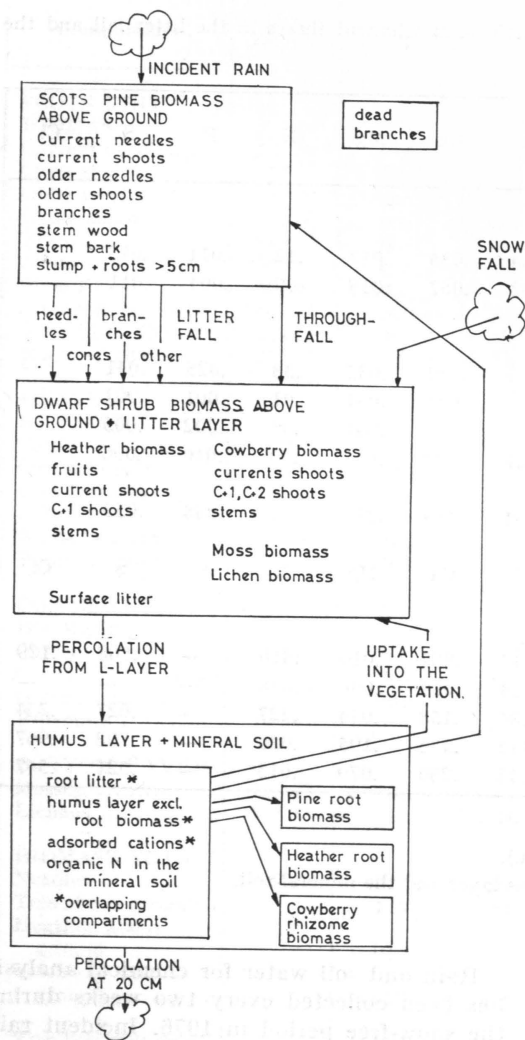 INCIDENT RAIN
SCOTS PINE BIOMASS
ABOVE GROUND
Current needles
current shoots
older needles
older shoots
branches
stem wood
stem bark
stump + roots >5cm
dead
branches
SNOW
FALL
need-
les
cones
bran-
ches
other
LITTER
FALL
THROUGH-
FALL
DWARF SHRUB BIOMASS ABOVE
GROUND + LITTER LAYER
Heather biomass
fruits
current shoots
C+1 shoots
stems
Cowberry biomass
currents shoots
C+1, C+2 shoots
stems
Moss biomass
Lichen biomass
Surface litter
PERCOLATION
FROM L-LAYER
UPTAKE
INTO THE
VEGETATION.
HUMUS LAYER + MINERAL SOIL
root litter*
humus layer excl.
root biomass*
adsorbed cations*
organic N in the
mineral soil
*overlapping
compartments
Pine root
biomass
Heather root
biomass
Cowberry
rhizome
biomass
PERCOLATION
AT 20 CM